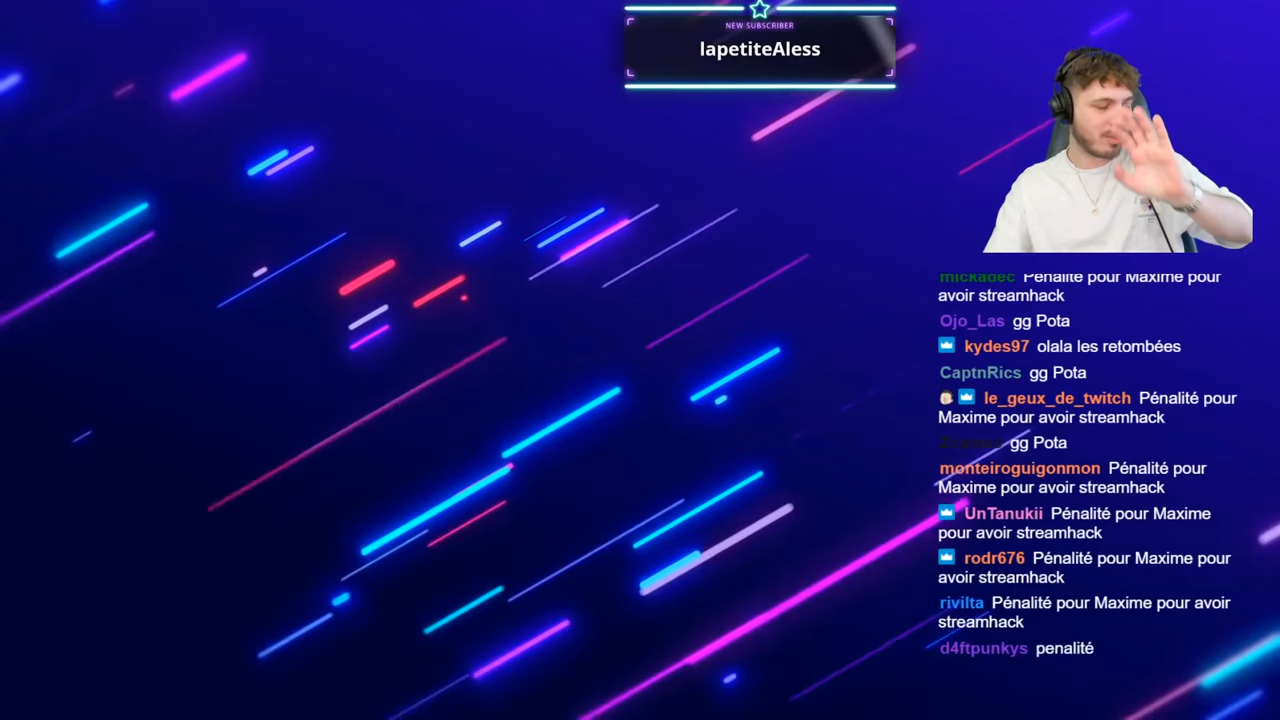 NEW SUBSCRIBER
lapetiteAless
mickadec Pénalité pour Maxime pour
avoir streamhack
Ojo_Las gg Pota
kydes97 olala les retombées
CaptnRics gg Pota
le_geux_de_twitch Pénalité pour
Maxime pour avoir streamhack
gg Pota
monteiroguigonmon Pénalité pour
Maxime pour avoir streamhack
UnTanukii Pénalité pour Maxime
pour avoir streamhack
rodr676 Pénalité pour Maxime pour
avoir streamhack
rivilta Pénalité pour Maxime pour avoir
streamhack
d4ftpunkys penalité